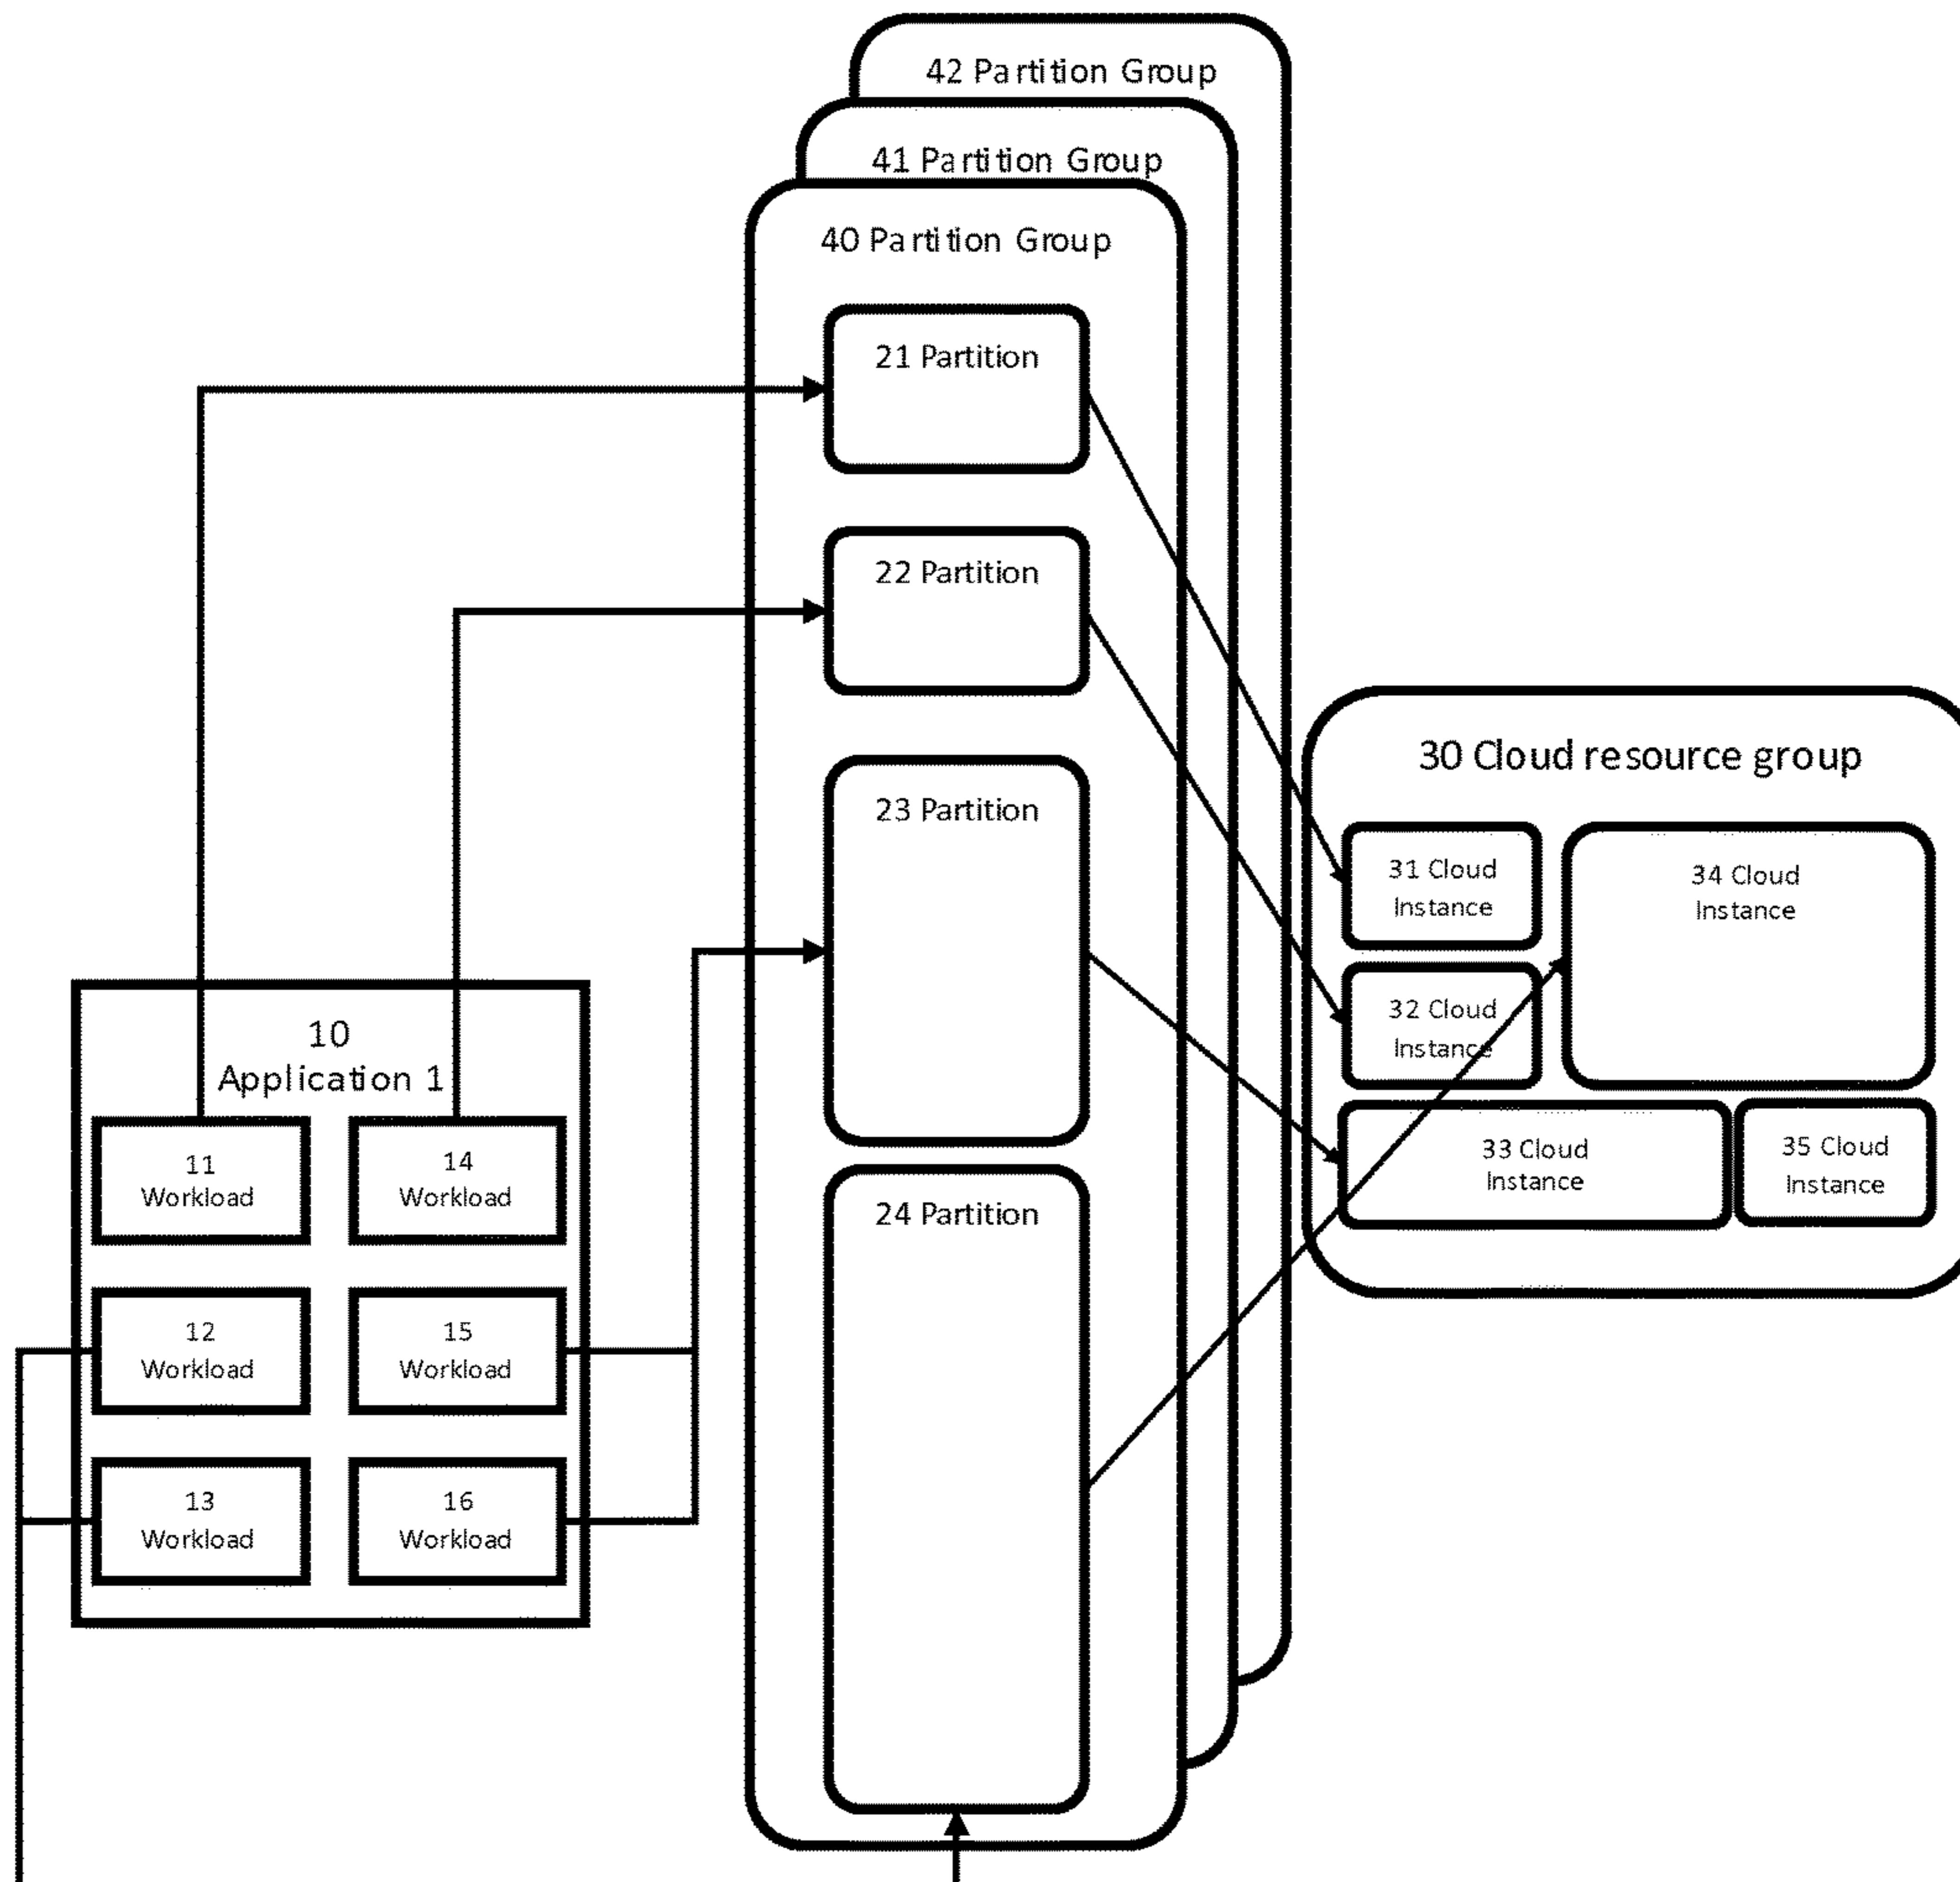 42 Partition Group
41 Partition Group
40 Partition Group
21 Partition
22 Partition
23 Partition
24 Partition
10
Application 1
11
Workload
14
Workload
12
Workload
15
Workload
13
Workload
16
Workload
30 Cloud resource group
31 Cloud
Instance
34 Cloud
Instance
32 Cloud
Instance
33 Cloud
Instance
35 Cloud
Instance